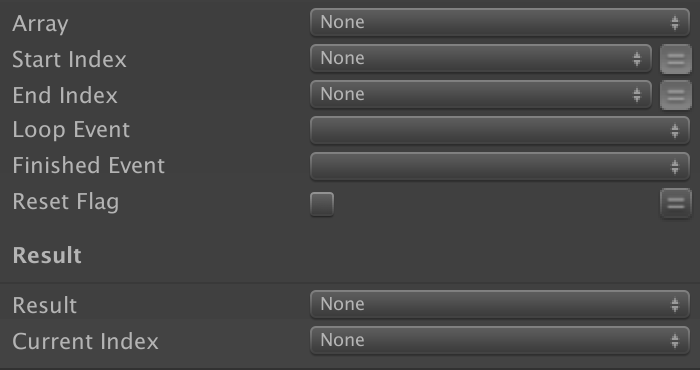 Array None
Start Index None
End Index None
Loop Event
Finished Event
Reset Flag
Result
Result None
Current Index None